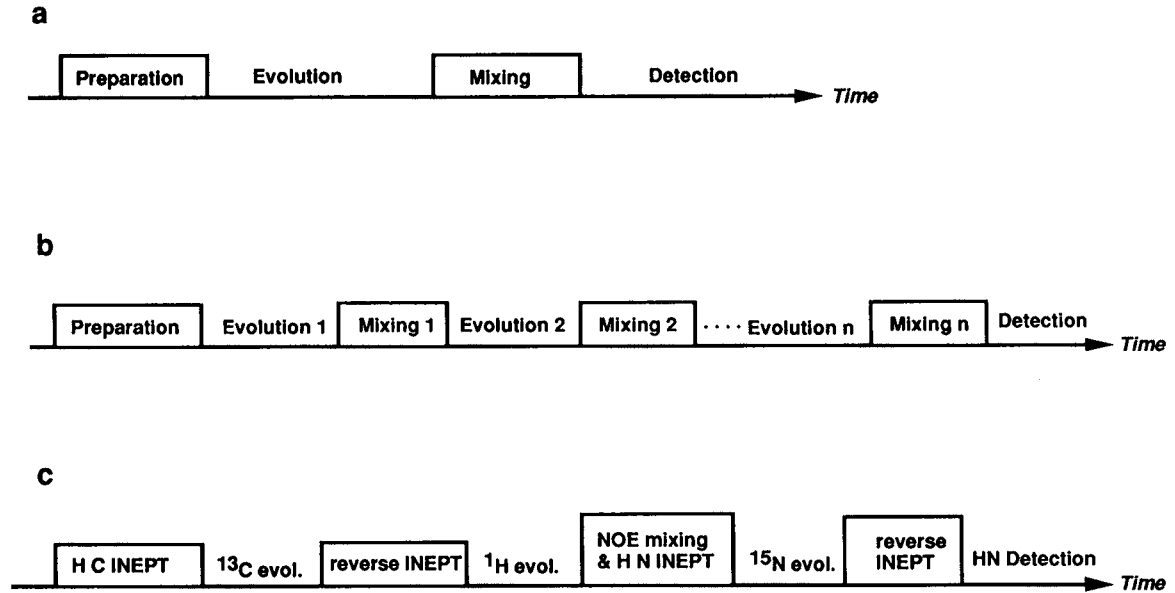 a
Preparation Evolution Mixing Detection
Time
b
Preparation Evolution 1 Mixing 1 Evolution 2 Mixing 2 ···· Evolution n Mixing n Detection
Time
c
H C INEPT ¹³C evol. reverse INEPT ¹H evol. NOE mixing
& H N INEPT ¹⁵N evol. reverse
INEPT HN Detection
Time